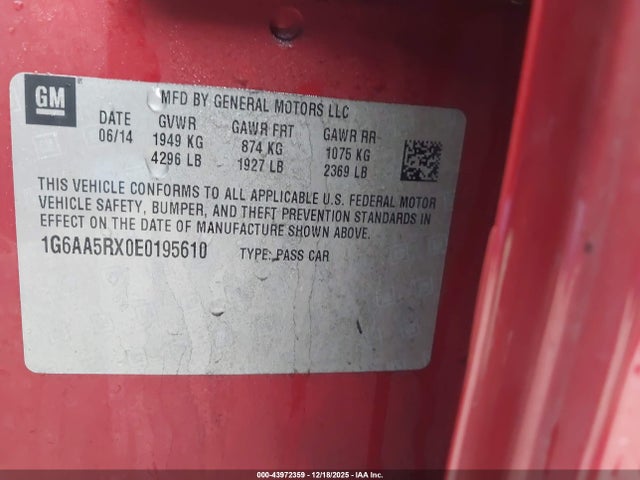 GM
MFD BY GENERAL MOTORS LLC
DATE GVWR GAWR FRT GAWR RR
06/14 1949 KG 874 KG 1075 KG
4296 LB 1927 LB 2369 LB
THIS VEHICLE CONFORMS TO ALL APPLICABLE U.S. FEDERAL MOTOR
VEHICLE SAFETY, BUMPER, AND THEFT PREVENTION STANDARDS IN
EFFECT ON THE DATE OF MANUFACTURE SHOWN ABOVE.
1G6AA5RX0E0195610 TYPE: PASS CAR
000-43972359 - 12/18/2025 - IAAI.COM